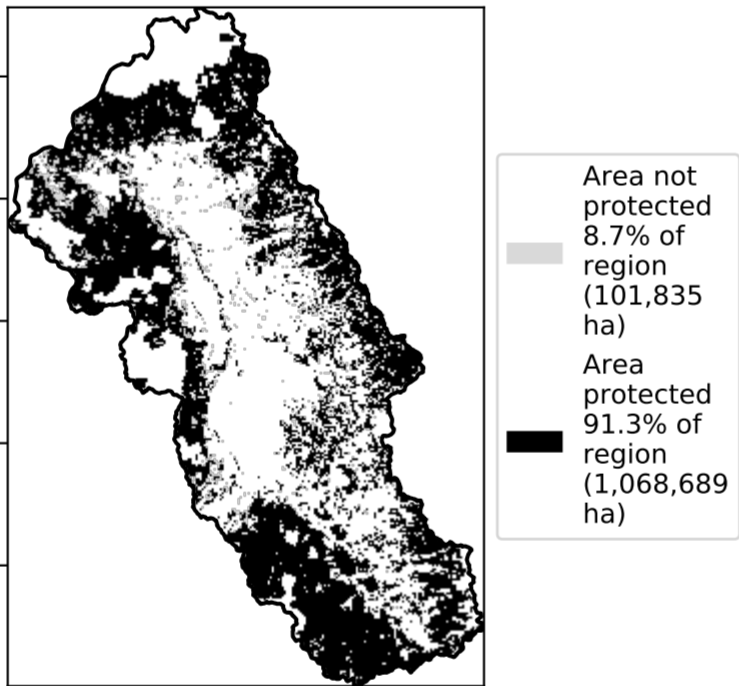 Area not
protected
8.7% of
region
(101,835
ha)
Area
protected
91.3% of
region
(1,068,689
ha)